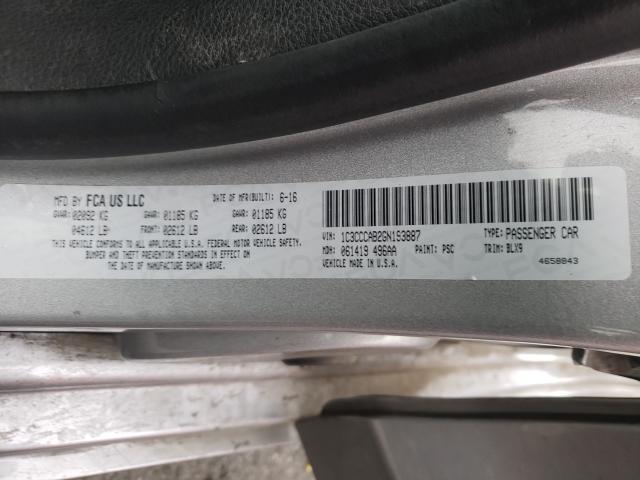 MFD BY FCA US LLC DATE OF MFR(BUILT): 6-16
GVWR: 02092 KG GAWR: 01185 KG GAWR: 01185 KG
04612 LB FRONT: 02612 LB REAR: 02612 LB
THIS VEHICLE CONFORMS TO ALL APPLICABLE U.S.A. FEDERAL MOTOR VEHICLE SAFETY,
BUMPER AND THEFT PREVENTION STANDARDS IN EFFECT ON
THE DATE OF MANUFACTURE SHOWN ABOVE.
VIN: 1C3CCCAB2GN193887 TYPE: PASSENGER CAR
MDH: 061419 496AA PAINT: PSC TRIM: BLX9
VEHICLE MADE IN U.S.A. 4658843